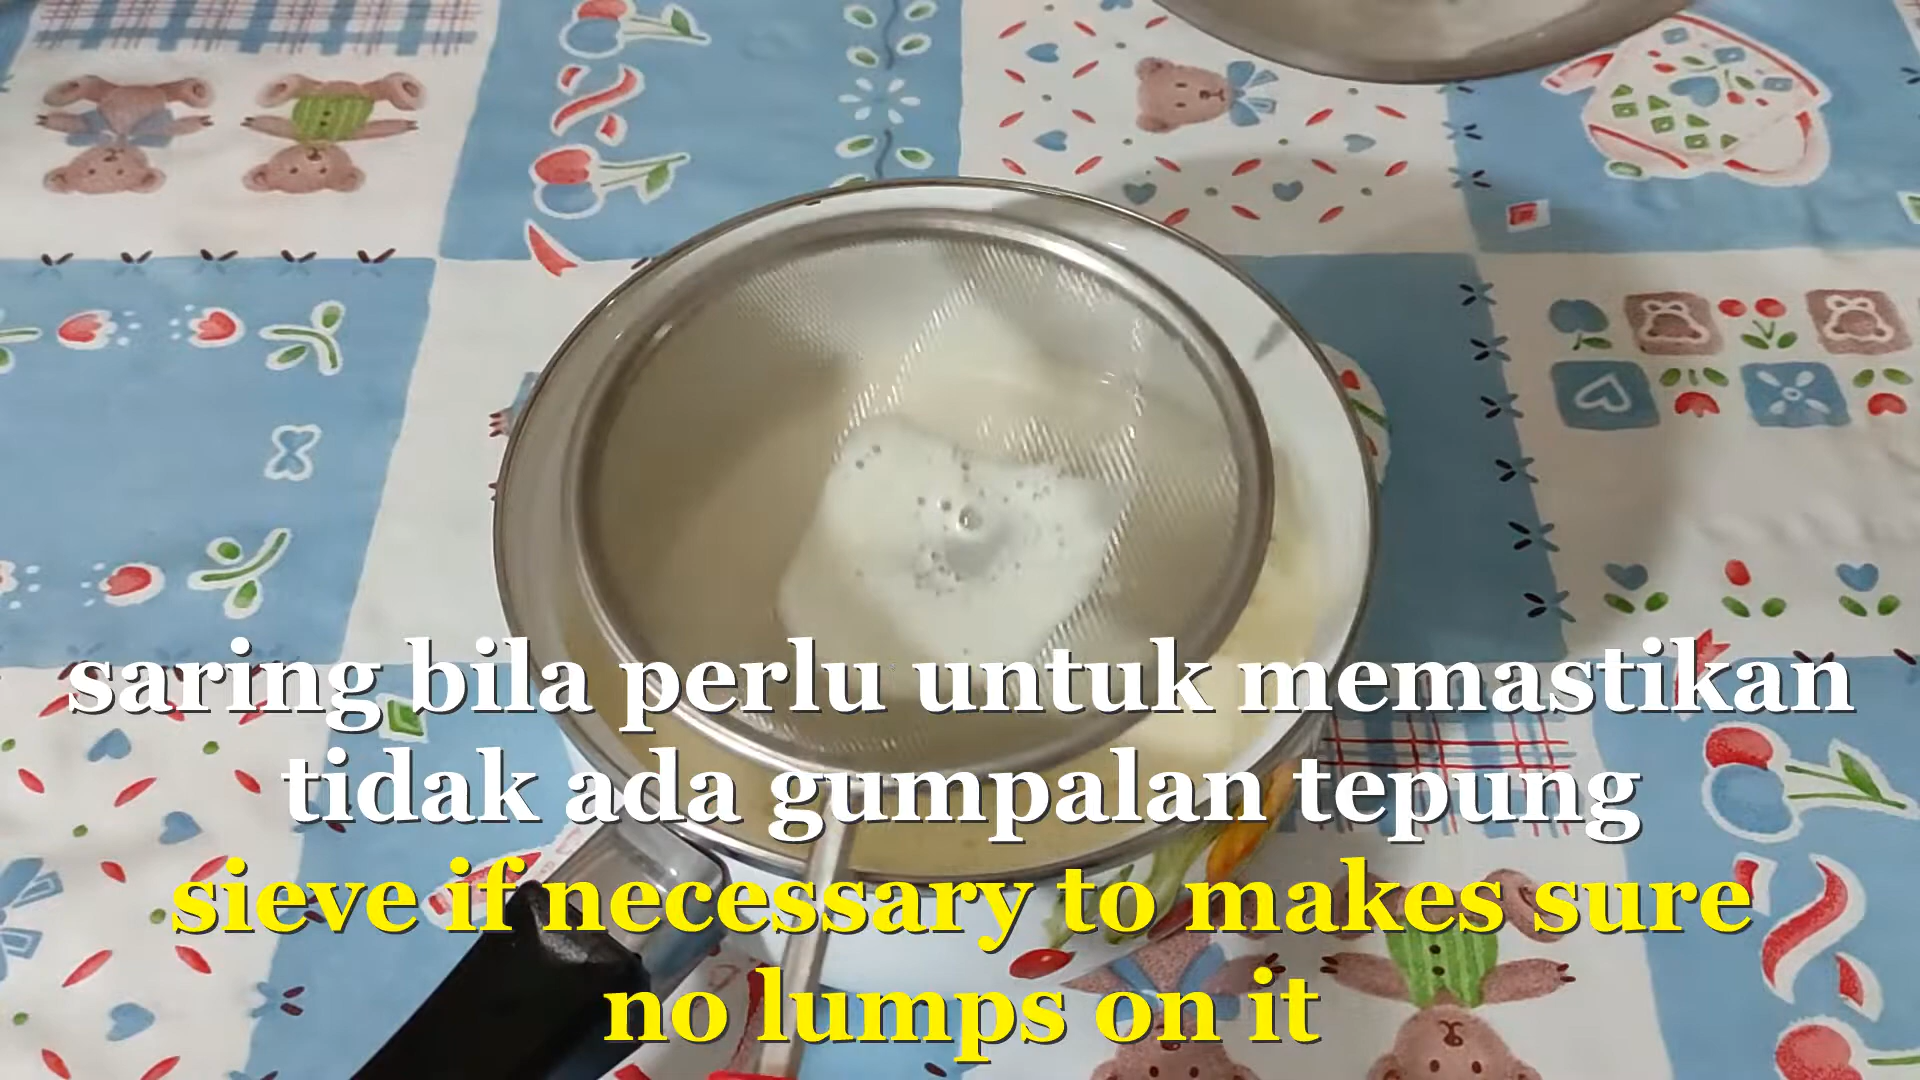 saring bila perlu untuk memastikan
tidak ada gumpalan tepung
sieve if necessary to makes sure
no lumps on it